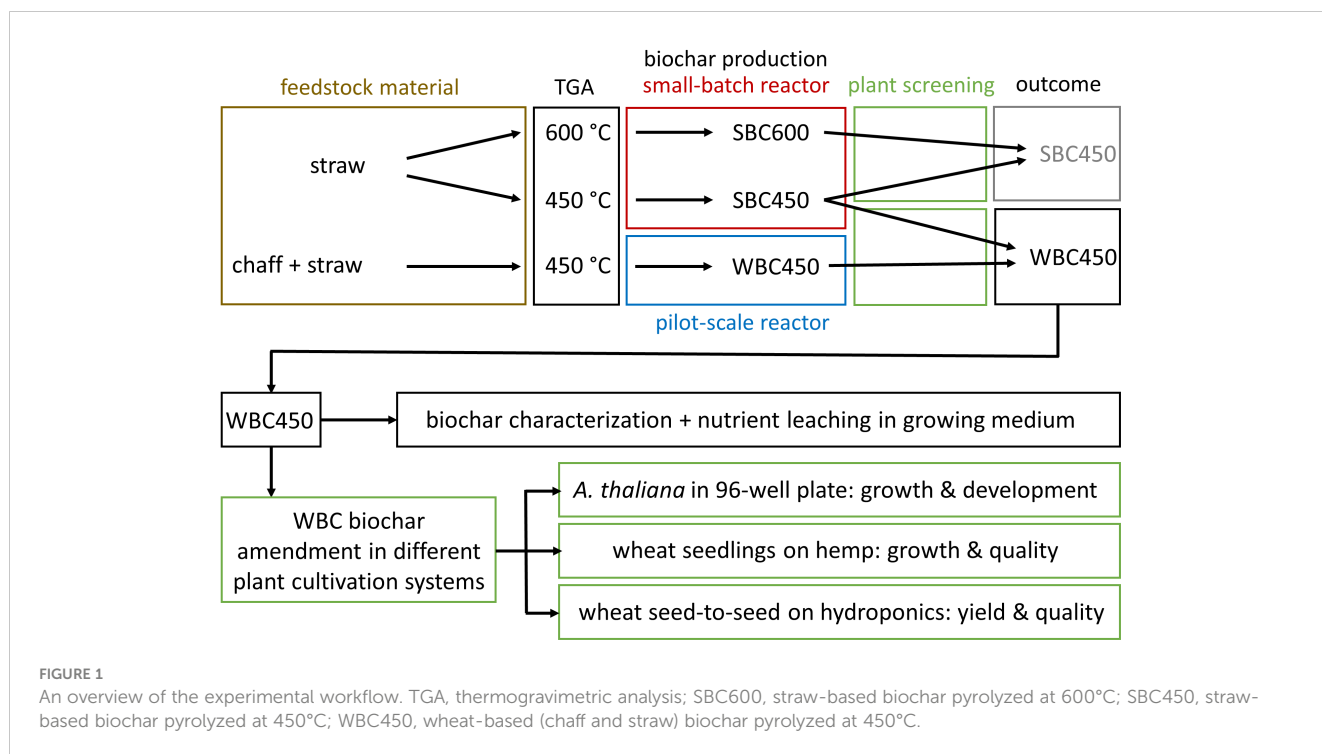 biochar production
feedstock material
TGA
small-batch reactor
plant screening
outcome
straw
600 °C
SBC600
SBC450
450 °C
SBC450
chaff + straw
450 °C
WBC450
WBC450
pilot-scale reactor
WBC450
biochar characterization + nutrient leaching in growing medium
WBC biochar
amendment in different
plant cultivation systems
A. thaliana in 96-well plate: growth & development
wheat seedlings on hemp: growth & quality
wheat seed-to-seed on hydroponics: yield & quality
FIGURE 1
An overview of the experimental workflow. TGA, thermogravimetric analysis; SBC600, straw-based biochar pyrolyzed at 600°C; SBC450, straw-
based biochar pyrolyzed at 450°C; WBC450, wheat-based (chaff and straw) biochar pyrolyzed at 450°C.